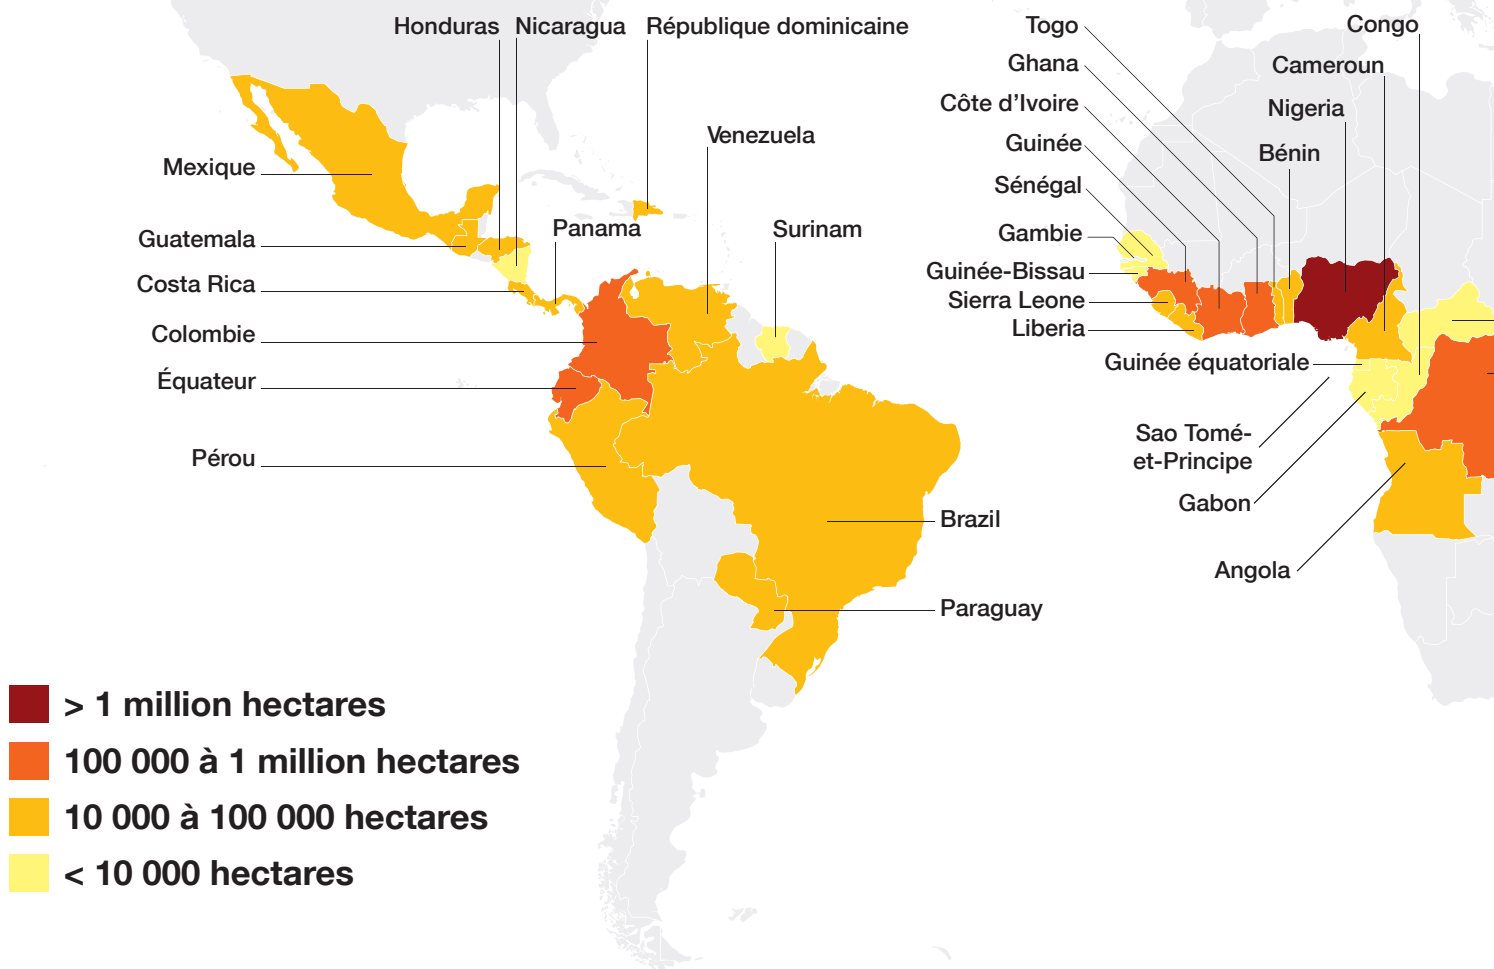 Honduras
Nicaragua
République dominicaine
Togo
Congo
Ghana
Cameroun
Côte d’Ivoire
Nigeria
Venezuela
Guinée
Bénin
Mexique
Sénégal
Panama
Surinam
Gambie
Guatemala
Guinée-Bissau
Costa Rica
Sierra Leone
Liberia
Colombie
Guinée équatoriale
Équateur
Sao Tomé-
et-Principe
Pérou
Gabon
Brazil
Angola
Paraguay
> 1 million hectares
100 000 à 1 million hectares
10 000 à 100 000 hectares
< 10 000 hectares